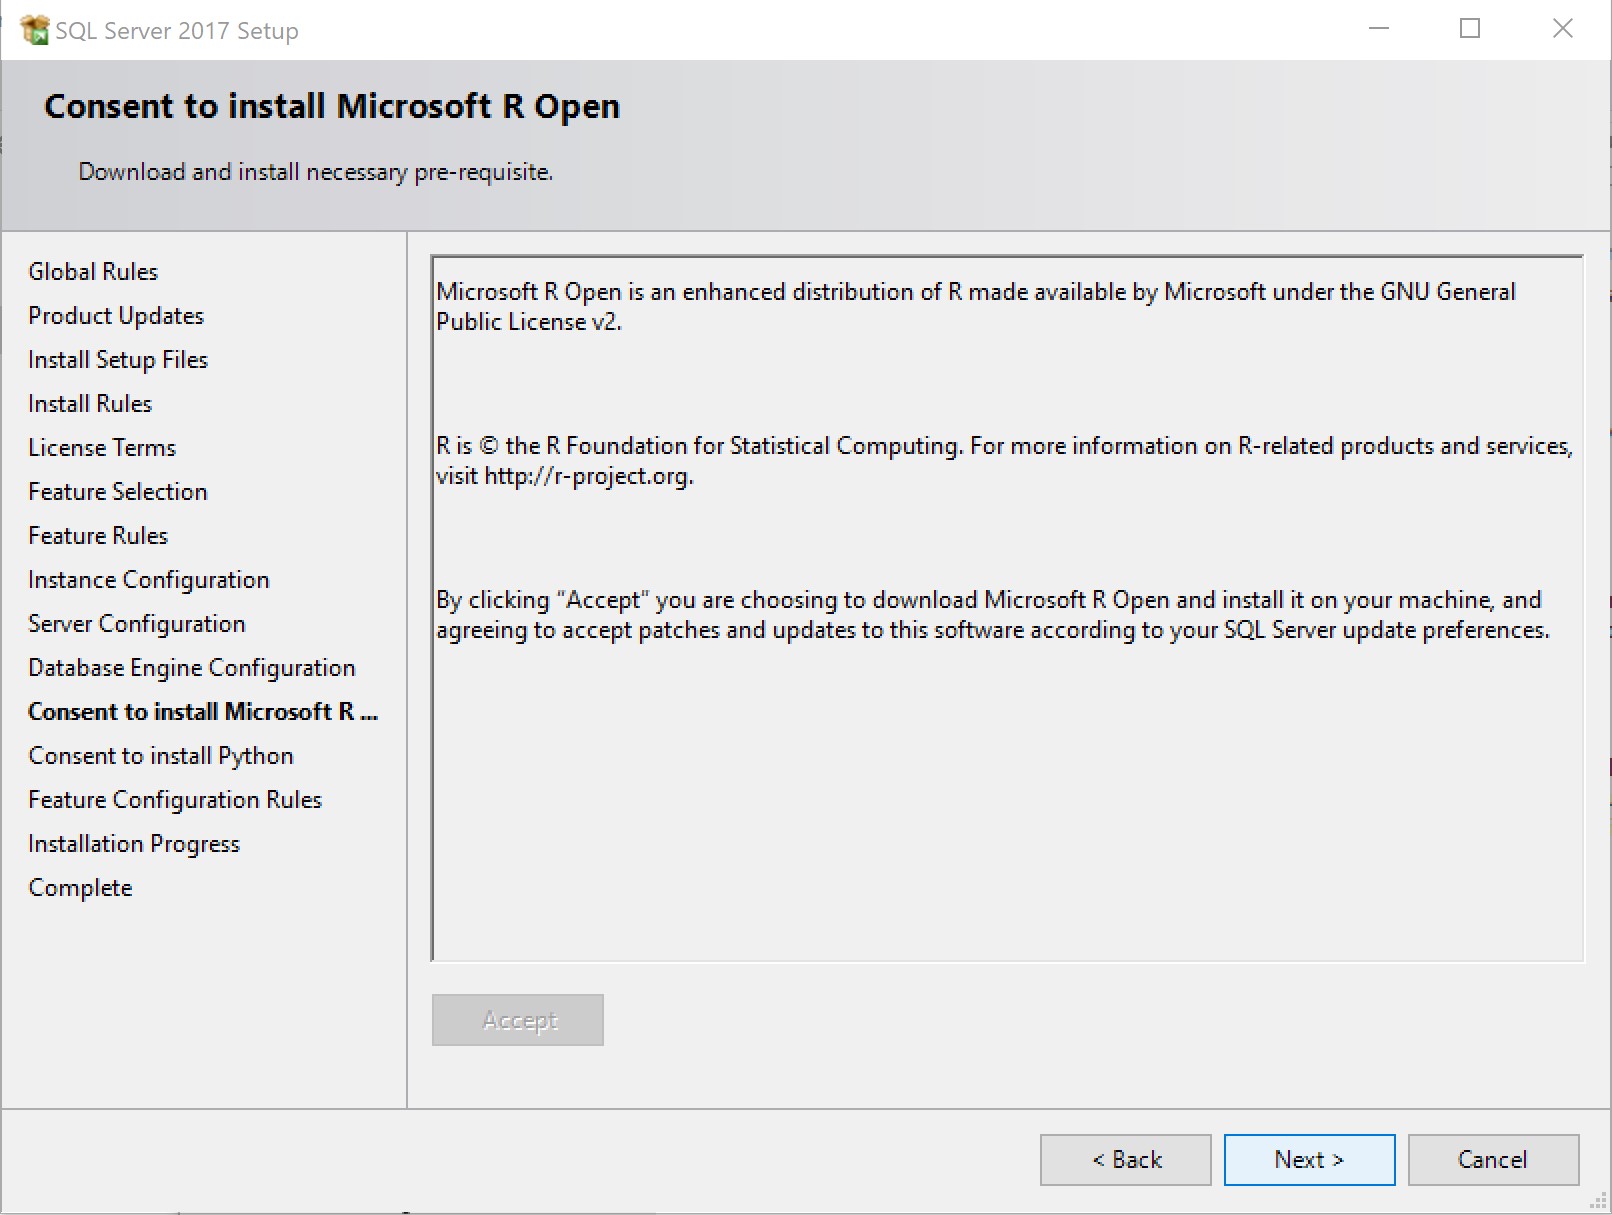 SQL Server 2017 Setup
Consent to install Microsoft R Open
Download and install necessary pre-requisite.
Global Rules
Product Updates
Install Setup Files
Install Rules
License Terms
Feature Selection
Feature Rules
Instance Configuration
Server Configuration
Database Engine Configuration
Consent to install Microsoft R ...
Consent to install Python
Feature Configuration Rules
Installation Progress
Complete
Microsoft R Open is an enhanced distribution of R made available by Microsoft under the GNU General
Public License v2.
R is © the R Foundation for Statistical Computing. For more information on R-related products and services,
visit http://r-project.org.
By clicking “Accept” you are choosing to download Microsoft R Open and install it on your machine, and
agreeing to accept patches and updates to this software according to your SQL Server update preferences.
Accept
< Back
Next >
Cancel